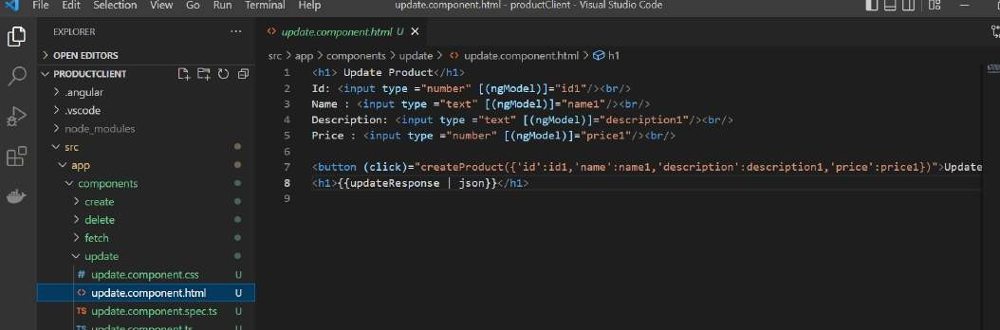 File Edit Selection View Go Run Terminal Help
update.component.html - productClient - Visual Studio Code
EXPLORER
OPEN EDITORS
PRODUCTCLIENT
.angular
.vscode
node_modules
src
app
components
create
delete
fetch
update
# update.component.css U
<> update.component.html U
TS update.component.spec.ts U
TS update.component.ts
<> update.component.html U ×
src > app > components > update > <> update.component.html > h1
1 <h1> Update Product</h1>
2 Id: <input type ="number" [(ngModel)]="id1"/><br/>
3 Name : <input type ="text" [(ngModel)]="name1"/><br/>
4 Description: <input type ="text" [(ngModel)]="description1"/><br/>
5 Price : <input type ="number" [(ngModel)]="price1"/><br/>
6
7 <button (click)="createProduct({'id':id1,'name':name1,'description':description1,'price':price1})">Update
8 <h1>{{updateResponse | json}}</h1>
9